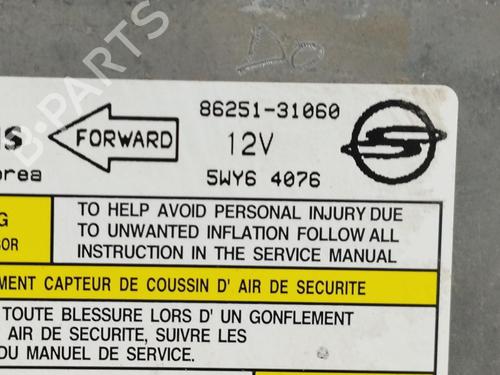 DO
B-PARTS
86251-31060
FORWARD
12V
5WY6 4076
TO HELP AVOID PERSONAL INJURY DUE
TO UNWANTED INFLATION FOLLOW ALL
INSTRUCTION IN THE SERVICE MANUAL
MENT CAPTEUR DE COUSSIN D' AIR DE SECURITE
TOUTE BLESSURE LORS D' UN GONFLEMENT
AIR DE SECURITE, SUIVRE LES
DU MANUEL DE SERVICE.